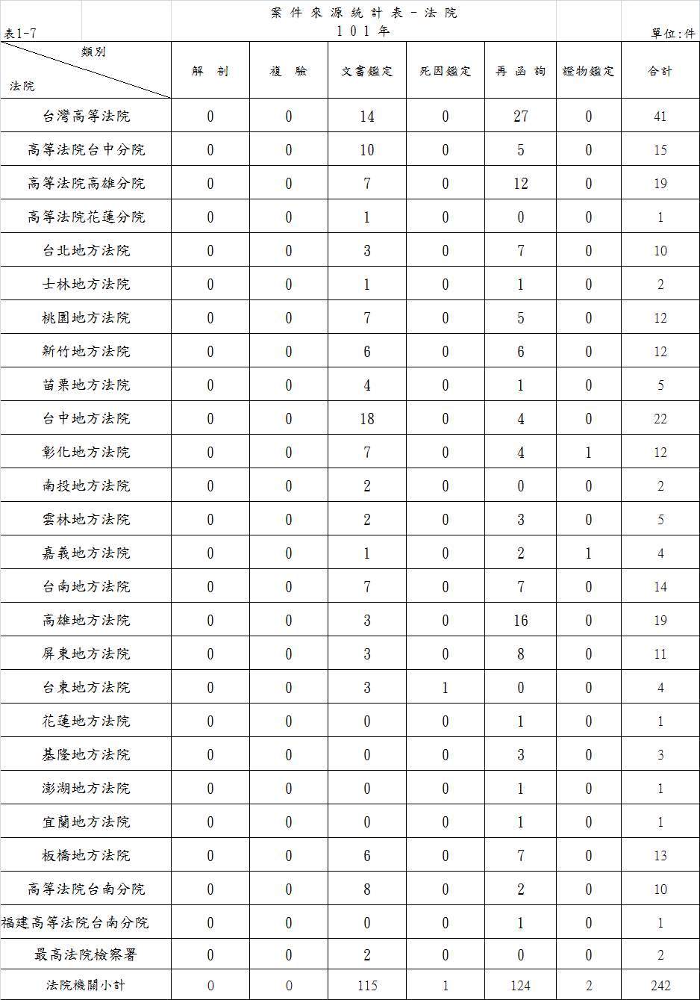 案件來源統計表-法院
101年
表1-7 單位:件
類別
法院 解 剖 複 驗 文書鑑定 死因鑑定 再函詢 證物鑑定 合計
台灣高等法院 0 0 14 0 27 0 41
高等法院台中分院 0 0 10 0 5 0 15
高等法院高雄分院 0 0 7 0 12 0 19
高等法院花蓮分院 0 0 1 0 0 0 1
台北地方法院 0 0 3 0 7 0 10
士林地方法院 0 0 1 0 1 0 2
桃園地方法院 0 0 7 0 5 0 12
新竹地方法院 0 0 6 0 6 0 12
苗栗地方法院 0 0 4 0 1 0 5
台中地方法院 0 0 18 0 4 0 22
彰化地方法院 0 0 7 0 4 1 12
南投地方法院 0 0 2 0 0 0 2
雲林地方法院 0 0 2 0 3 0 5
嘉義地方法院 0 0 1 0 2 1 4
台南地方法院 0 0 7 0 7 0 14
高雄地方法院 0 0 3 0 16 0 19
屏東地方法院 0 0 3 0 8 0 11
台東地方法院 0 0 3 1 0 0 4
花蓮地方法院 0 0 0 0 1 0 1
基隆地方法院 0 0 0 0 3 0 3
澎湖地方法院 0 0 0 0 1 0 1
宜蘭地方法院 0 0 0 0 1 0 1
板橋地方法院 0 0 6 0 7 0 13
高等法院台南分院 0 0 8 0 2 0 10
福建高等法院台南分院 0 0 0 0 1 0 1
最高法院檢察署 0 0 2 0 0 0 2
法院機關小計 0 0 115 1 124 2 242